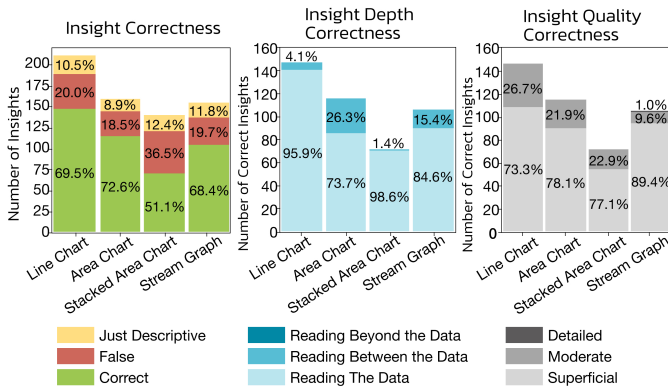 Insight Correctness
Number of Insights
200
175
150
125
100
75
50
25
0
10.5%
20.0%
69.5%
8.9%
18.5%
72.6%
12.4%
36.5%
51.1%
11.8%
19.7%
68.4%
Line Chart
Area Chart
Stacked Area Chart
Stream Graph
Insight Depth
Correctness
Number of Correct Insights
160
140
120
100
80
60
40
20
0
4.1%
95.9%
26.3%
73.7%
1.4%
98.6%
15.4%
84.6%
Line Chart
Area Chart
Stacked Area Chart
Stream Graph
Insight Quality
Correctness
Number of Correct Insights
160
140
120
100
80
60
40
20
0
26.7%
73.3%
21.9%
78.1%
22.9%
77.1%
1.0%
9.6%
89.4%
Line Chart
Area Chart
Stacked Area Chart
Stream Graph
Just Descriptive
False
Correct
Reading Beyond the Data
Reading Between the Data
Reading The Data
Detailed
Moderate
Superficial